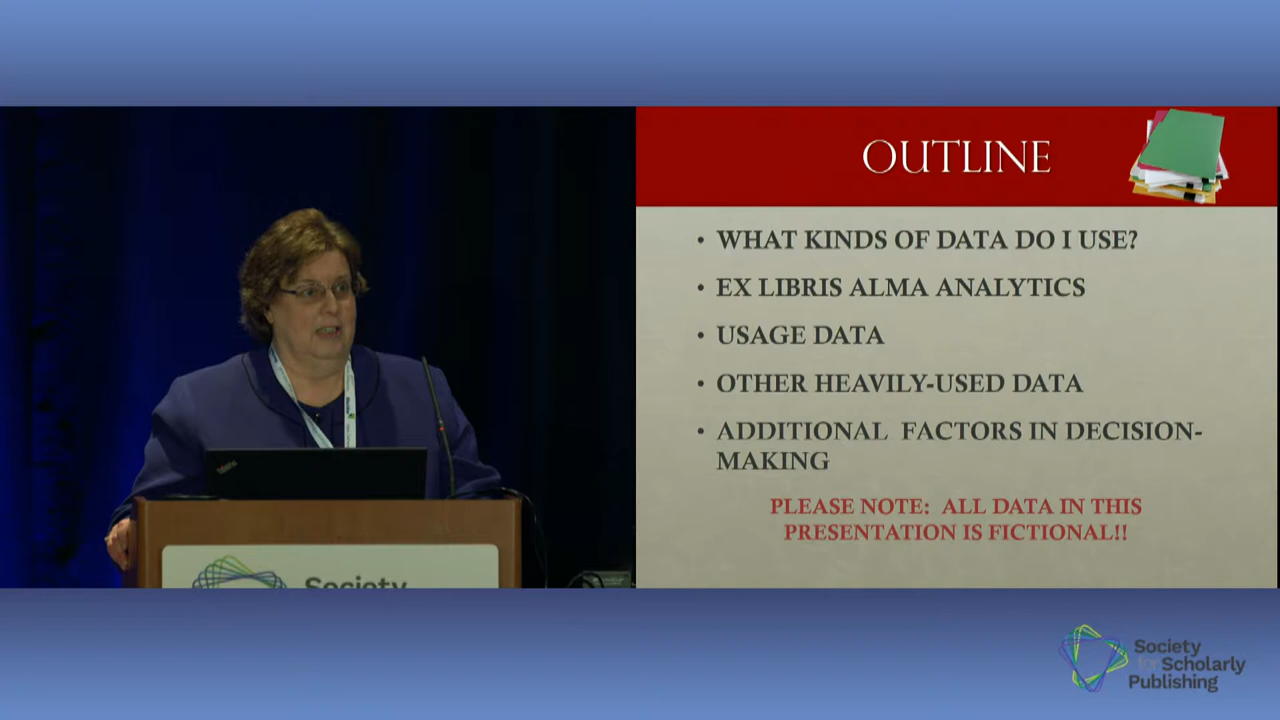 OUTLINE
• WHAT KINDS OF DATA DO I USE?
• EX LIBRIS ALMA ANALYTICS
• USAGE DATA
• OTHER HEAVILY-USED DATA
• ADDITIONAL FACTORS IN DECISION-
MAKING
PLEASE NOTE: ALL DATA IN THIS
PRESENTATION IS FICTIONAL!!
Society
Society
for Scholarly
Publishing